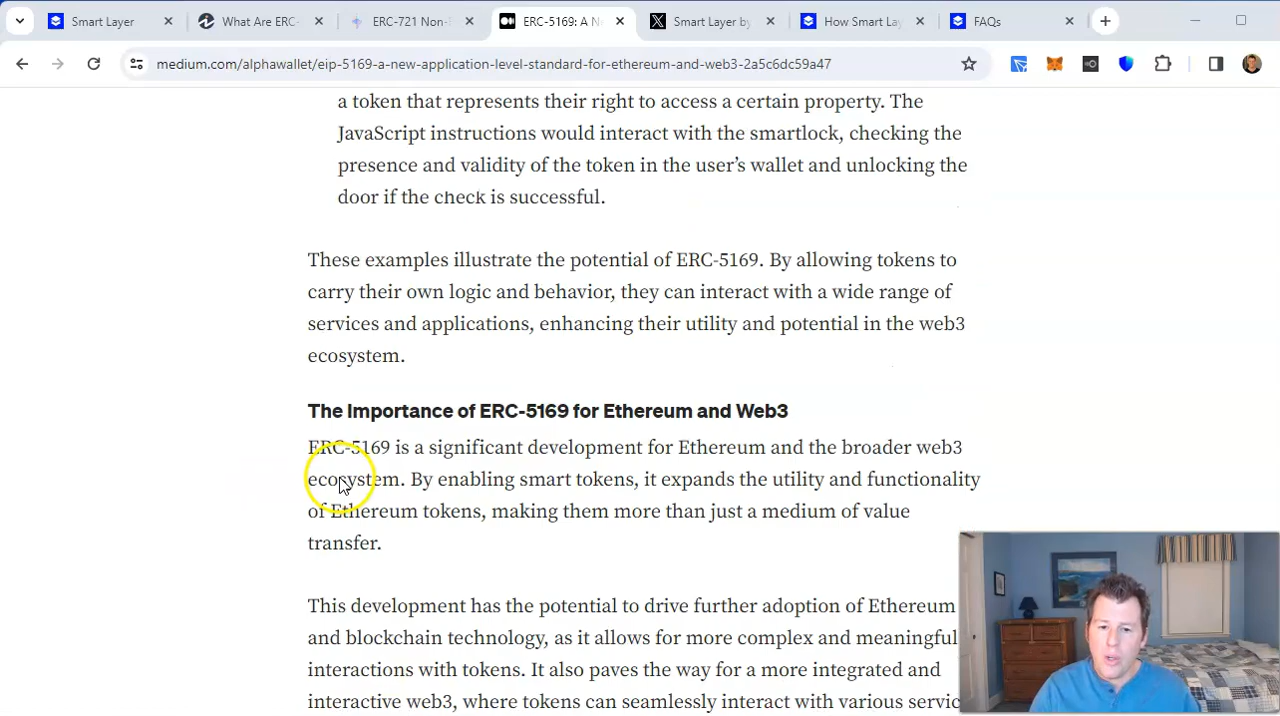 Smart Layer
What Are ERC-
ERC-721 Non-
ERC-5169: A N
Smart Layer by
How Smart Lay
FAQs
medium.com/alphawallet/eip-5169-a-new-application-level-standard-for-ethereum-and-web3-2a5c6dc59a47
a token that represents their right to access a certain property. The
JavaScript instructions would interact with the smartlock, checking the
presence and validity of the token in the user’s wallet and unlocking the
door if the check is successful.
These examples illustrate the potential of ERC-5169. By allowing tokens to
carry their own logic and behavior, they can interact with a wide range of
services and applications, enhancing their utility and potential in the web3
ecosystem.
The Importance of ERC-5169 for Ethereum and Web3
ERC-5169 is a significant development for Ethereum and the broader web3
ecosystem. By enabling smart tokens, it expands the utility and functionality
of Ethereum tokens, making them more than just a medium of value
transfer.
This development has the potential to drive further adoption of Ethereum
and blockchain technology, as it allows for more complex and meaningful
interactions with tokens. It also paves the way for a more integrated and
interactive web3, where tokens can seamlessly interact with various servic